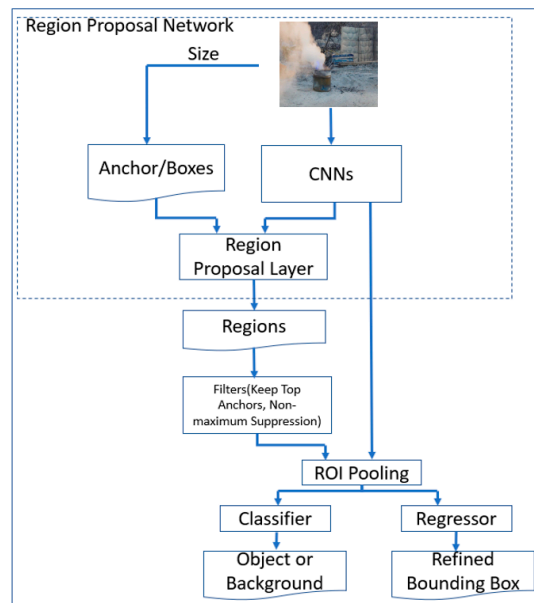 Region Proposal Network
Size
Anchor/Boxes
CNNs
Region
Proposal Layer
Regions
Filters(Keep Top
Anchors, Non-
maximum Suppression)
ROI Pooling
Classifier
Regressor
Object or
Background
Refined
Bounding Box